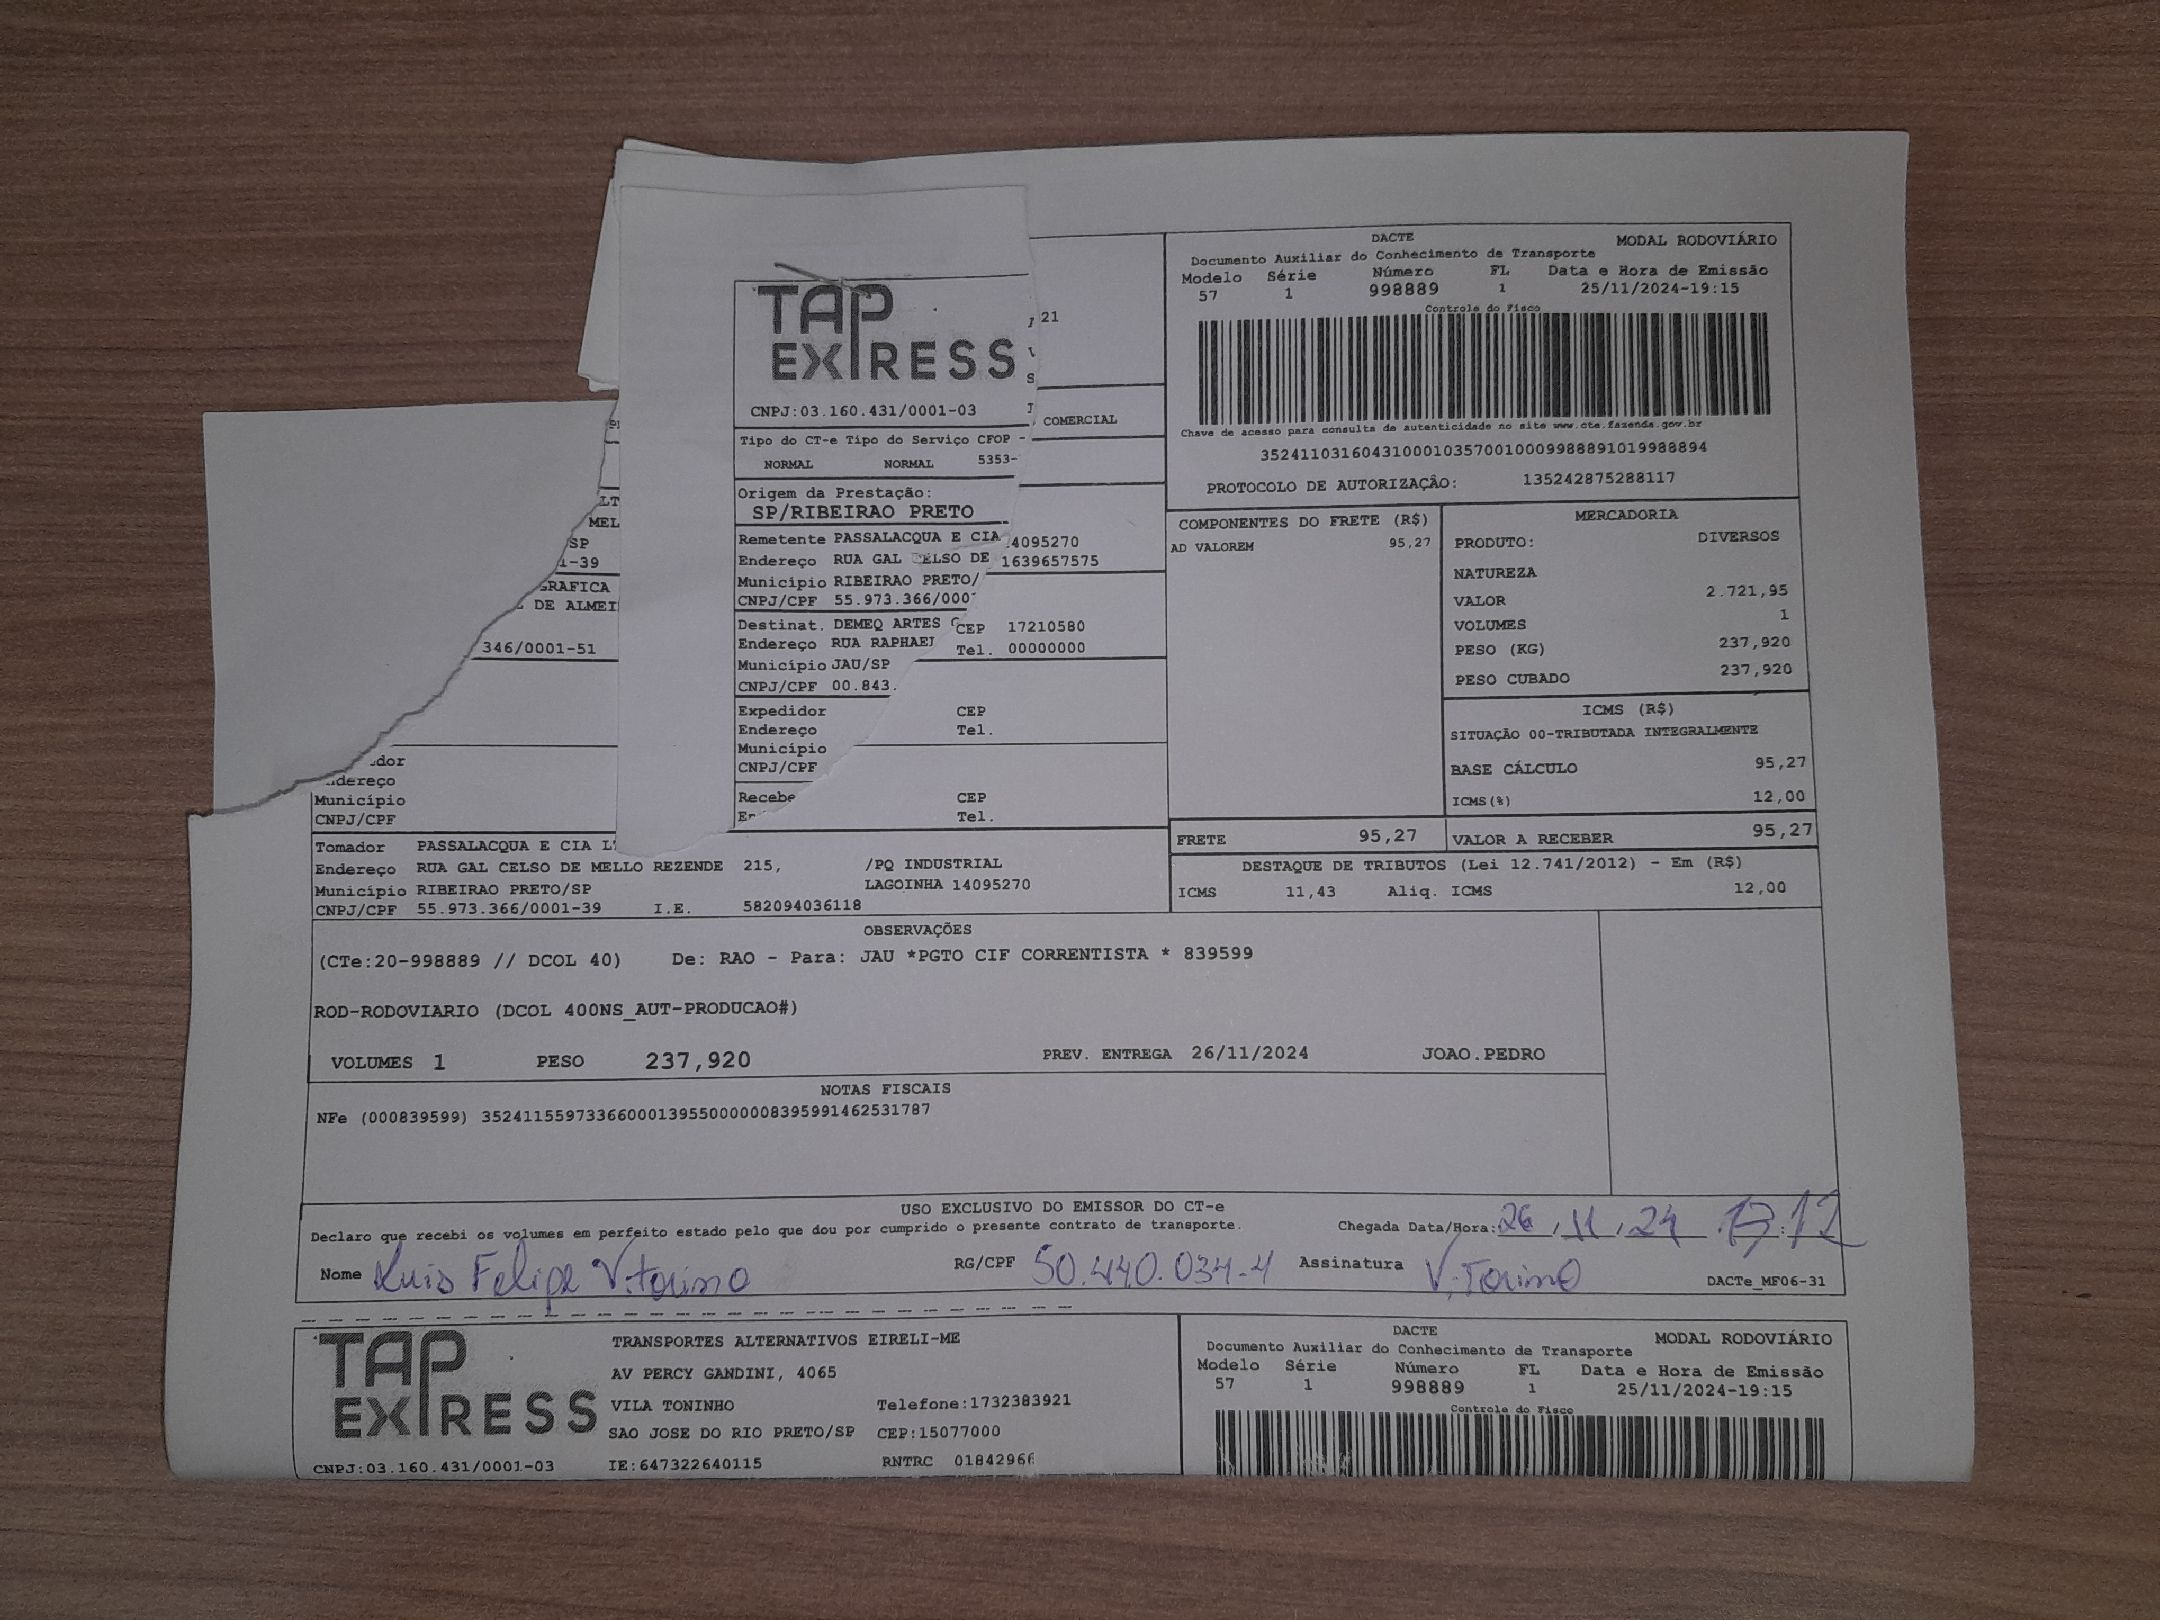 TAP
EXPRESS
CNPJ:03.160.431/0001-03
21
COMERCIAL
Tipo do CT-e Tipo do Serviço CFOP -
NORMAL NORMAL 5353-
Origem da Prestação:
SP/RIBEIRAO PRETO
Remetente PASSALACQUA E CIA 14095270
Endereço RUA GAL CELSO DE 1639657575
Município RIBEIRAO PRETO/
CNPJ/CPF 55.973.366/000
Destinat. DEMEQ ARTES CEP 17210580
Endereço RUA RAPHAEL Tel. 00000000
Município JAU/SP
CNPJ/CPF 00.843.
Expedidor CEP
Endereço Tel.
Município
CNPJ/CPF
Recebe CEP
Tel.
MEL
SP
1-39
GRAFICA
DE ALMEI
346/0001-51
dor
Endereço
Município
CNPJ/CPF
DACTE MODAL RODOVIÁRIO
Documento Auxiliar do Conhecimento de Transporte
Modelo Série Número FL Data e Hora de Emissão
57 1 998889 1 25/11/2024-19:15
Controle do Fisco
Chave de acesso para consulta de autenticidade no site www.cte.fazenda.gov.br
35241103160431000103570010009988891019988894
PROTOCOLO DE AUTORIZAÇÃO: 135242875288117
COMPONENTES DO FRETE (R$)
AD VALOREM 95,27
MERCADORIA
PRODUTO: DIVERSOS
NATUREZA
VALOR 2.721,95
VOLUMES 1
PESO (KG) 237,920
PESO CUBADO 237,920
ICMS (R$)
SITUAÇÃO 00-TRIBUTADA INTEGRALMENTE
BASE CÁLCULO 95,27
ICMS(%) 12,00
FRETE 95,27 VALOR A RECEBER 95,27
DESTAQUE DE TRIBUTOS (Lei 12.741/2012) - Em (R$)
ICMS 11,43 Aliq. ICMS 12,00
Tomador PASSALACQUA E CIA L
Endereço RUA GAL CELSO DE MELLO REZENDE 215, /PQ INDUSTRIAL
Município RIBEIRAO PRETO/SP LAGOINHA 14095270
CNPJ/CPF 55.973.366/0001-39 I.E. 582094036118
OBSERVAÇÕES
(CTe:20-998889 // DCOL 40) De: RAO - Para: JAU *PGTO CIF CORRENTISTA * 839599
ROD-RODOVIARIO (DCOL 400NS_AUT-PRODUCAO#)
VOLUMES 1 PESO 237,920 PREV. ENTREGA 26/11/2024 JOAO.PEDRO
NOTAS FISCAIS
NFe (000839599) 35241155973366000139550000008395991462531787
USO EXCLUSIVO DO EMISSOR DO CT-e
Declaro que recebi os volumes em perfeito estado pelo que dou por cumprido o presente contrato de transporte. Chegada Data/Hora: 26 / 11 / 24 17:12
Nome Luis Felipe Vitorino RG/CPF 50.440.034-4 Assinatura Vitorino DACTe_MF06-31
TAP
EXPRESS
CNPJ:03.160.431/0001-03
TRANSPORTES ALTERNATIVOS EIRELI-ME
AV PERCY GANDINI, 4065
VILA TONINHO Telefone:1732383921
SAO JOSE DO RIO PRETO/SP CEP:15077000
IE:647322640115 RNTRC 01842966
DACTE MODAL RODOVIÁRIO
Documento Auxiliar do Conhecimento de Transporte
Modelo Série Número FL Data e Hora de Emissão
57 1 998889 1 25/11/2024-19:15
Controle do Fisco